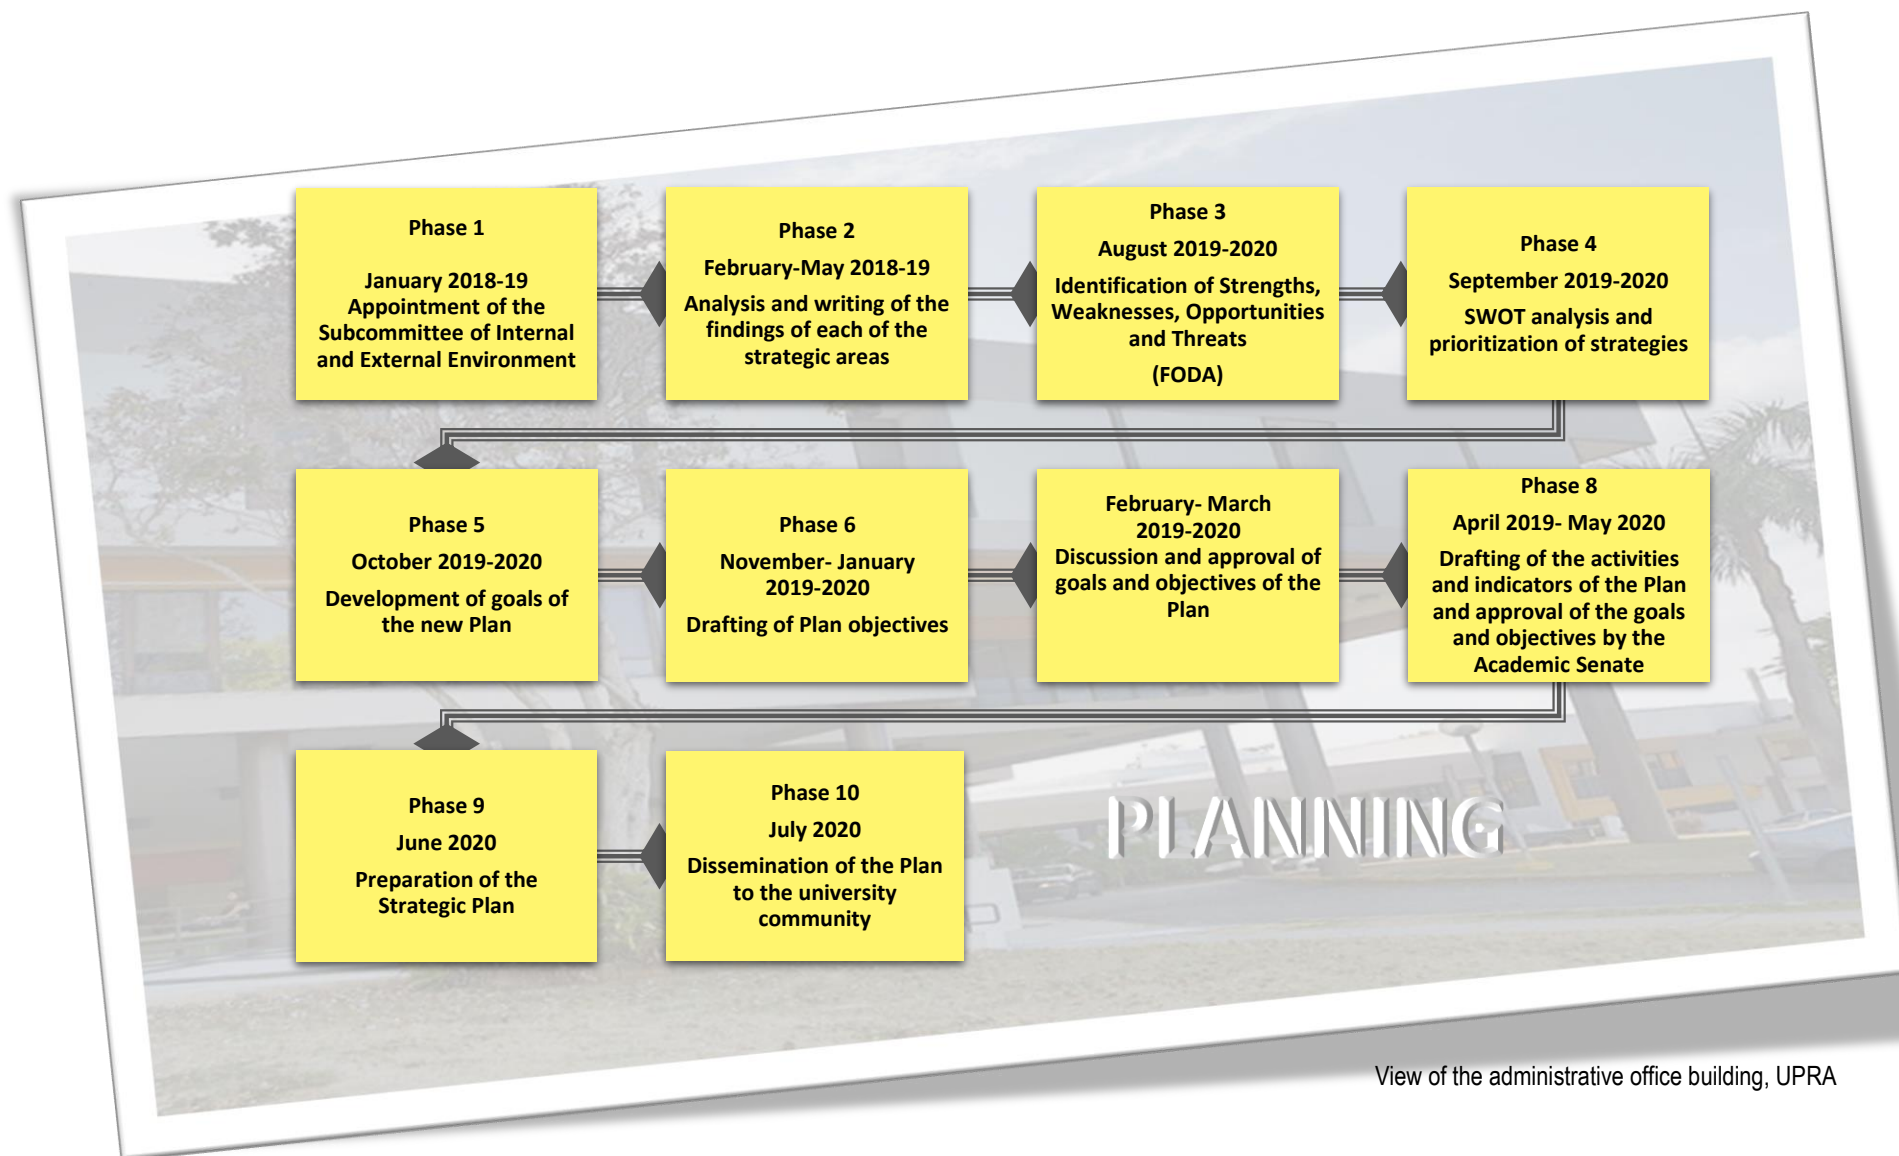 Phase 1
January 2018-19
Appointment of the
Subcommittee of Internal
and External Environment
Phase 2
February-May 2018-19
Analysis and writing of the
findings of each of the
strategic areas
Phase 3
August 2019-2020
Identification of Strengths,
Weaknesses, Opportunities
and Threats
(FODA)
Phase 4
September 2019-2020
SWOT analysis and
prioritization of strategies
Phase 5
October 2019-2020
Development of goals of
the new Plan
Phase 6
November- January
2019-2020
Drafting of Plan objectives
February- March
2019-2020
Discussion and approval of
goals and objectives of the
Plan
Phase 8
April 2019- May 2020
Drafting of the activities
and indicators of the Plan
and approval of the goals
and objectives by the
Academic Senate
Phase 9
June 2020
Preparation of the
Strategic Plan
Phase 10
July 2020
Dissemination of the Plan
to the university
community
PLANNING
View of the administrative office building, UPRA